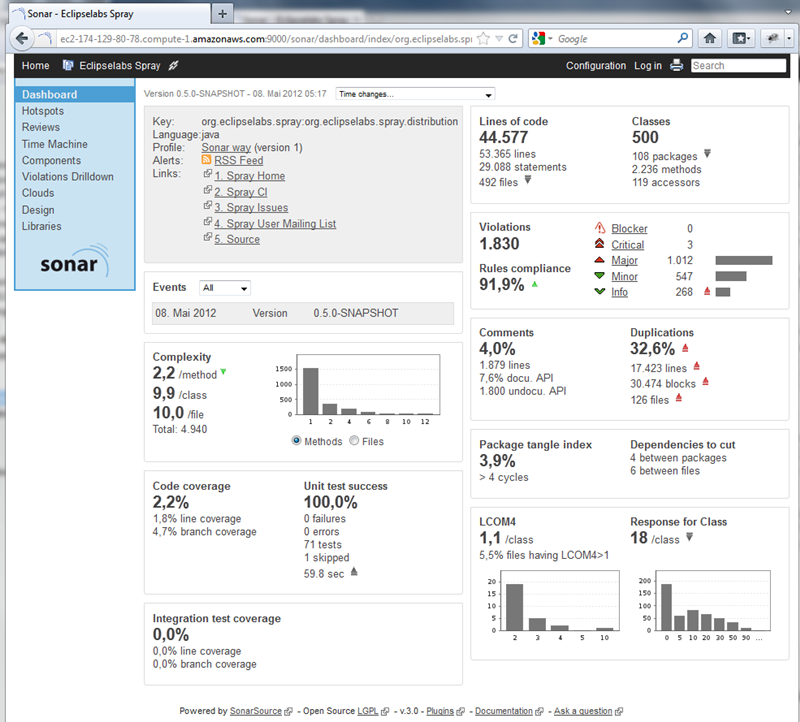 Sonar - Eclipselabs Spray
ec2-174-129-80-78.compute-1.amazonaws.com:9000/sonar/dashboard/index/org.eclipselabs.spr
Google
Home Eclipselabs Spray Configuration Log in Search
Dashboard
Hotspots
Reviews
Time Machine
Components
Violations Drilldown
Clouds
Design
Libraries
sonar
Version 0.5.0-SNAPSHOT - 08. Mai 2012 05:17 Time changes...
Key: org.eclipselabs.spray:org.eclipselabs.spray.distribution
Language: java
Profile: Sonar way (version 1)
Alerts: RSS Feed
Links: 1. Spray Home
2. Spray CI
3. Spray Issues
4. Spray User Mailing List
5. Source
Events All
08. Mai 2012 Version 0.5.0-SNAPSHOT
Complexity
2,2 /method
9,9 /class
10,0 /file
Total: 4.940
1500
1000
500
0
1 2 4 6 8 10 12
Methods Files
Code coverage
2,2%
1,8% line coverage
4,7% branch coverage
Unit test success
100,0%
0 failures
0 errors
71 tests
1 skipped
59.8 sec
Integration test coverage
0,0%
0,0% line coverage
0,0% branch coverage
Lines of code
44.577
53.365 lines
29.088 statements
492 files
Classes
500
108 packages
2.236 methods
119 accessors
Violations
1.830
Rules compliance
91,9%
Blocker 0
Critical 3
Major 1.012
Minor 547
Info 268
Comments
4,0%
1.879 lines
7,6% docu. API
1.800 undocu. API
Duplications
32,6%
17.423 lines
30.474 blocks
126 files
Package tangle index
3,9%
> 4 cycles
Dependencies to cut
4 between packages
6 between files
LCOM4
1,1 /class
5,5% files having LCOM4>1
20
15
10
5
0
2 3 4 5 10
Response for Class
18 /class
200
150
100
50
0
0 5 10 20 30 50 90 ...
Powered by SonarSource - Open Source LGPL - v.3.0 - Plugins - Documentation - Ask a question